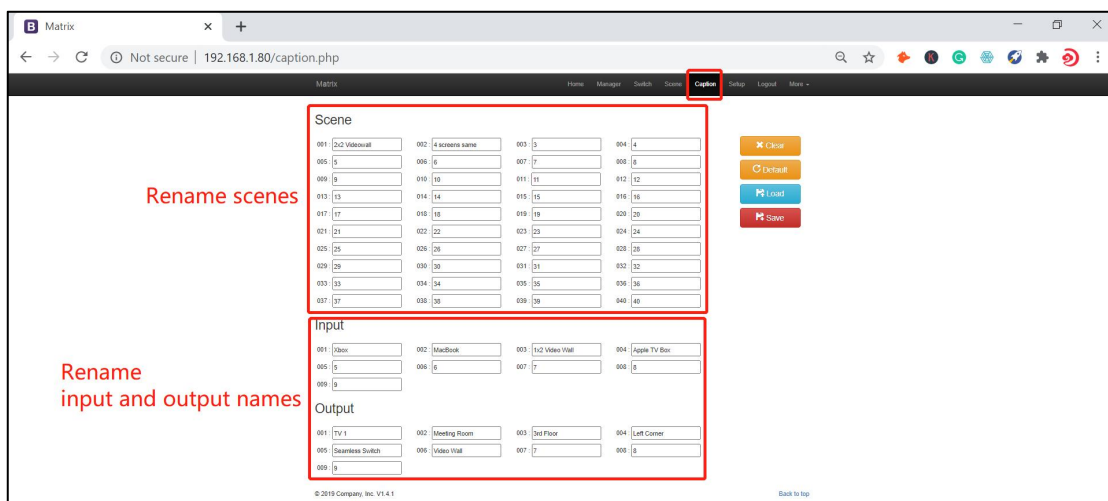 B Matrix
Not secure | 192.168.1.80/caption.php
Matrix Home Manager Switch Scene Caption Setup Logout More
Scene
001 : 2x2 Videowall 002 : 4 screens same 003 : 3 004 : 4
Clear
005 : 5 006 : 6 007 : 7 008 : 8
Default
009 : 9 010 : 10 011 : 11 012 : 12
Load
Rename scenes
013 : 13 014 : 14 015 : 15 016 : 16
017 : 17 018 : 18 019 : 19 020 : 20
Save
021 : 21 022 : 22 023 : 23 024 : 24
025 : 25 026 : 26 027 : 27 028 : 28
029 : 29 030 : 30 031 : 31 032 : 32
033 : 33 034 : 34 035 : 35 036 : 36
037 : 37 038 : 38 039 : 39 040 : 40
Input
001 : Xbox 002 : MacBook 003 : 1x2 Video Wall 004 : Apple TV Box
005 : 5 006 : 6 007 : 7 008 : 8
009 : 9
Rename
input and output names
Output
001 : TV 1 002 : Meeting Room 003 : 3rd Floor 004 : Left Corner
005 : Seamless Switch 006 : Video Wall 007 : 7 008 : 8
009 : 9
© 2019 Company, Inc. V1.4.1 Back to top